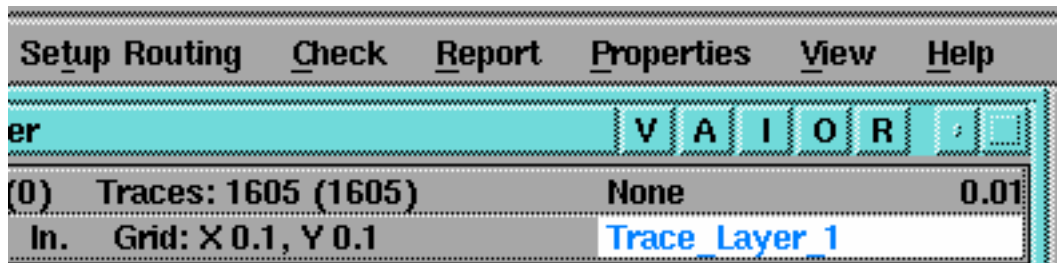 Setup Routing Check Report Properties View Help
er V A I O R
(0) Traces: 1605 (1605) None 0.01
In. Grid: X 0.1, Y 0.1 Trace_Layer_1